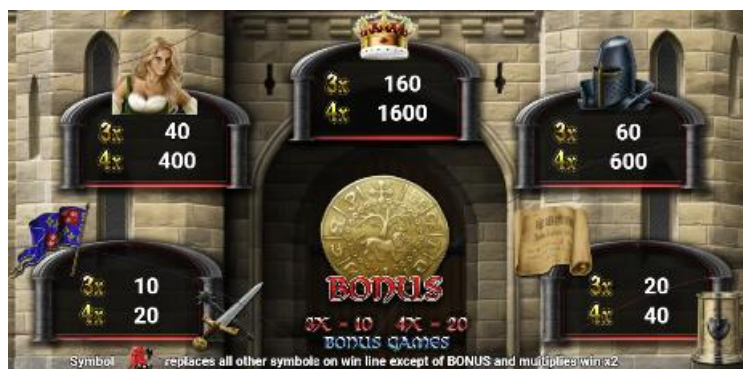 3x 160
4x 1600
3x 40
4x 400
3x 60
4x 600
3x 10
4x 20
BONUS
3X - 10 4X - 20
BONUS GAMES
3x 20
4x 40
Symbol replaces all other symbols on win line except of BONUS and multiplies win x2